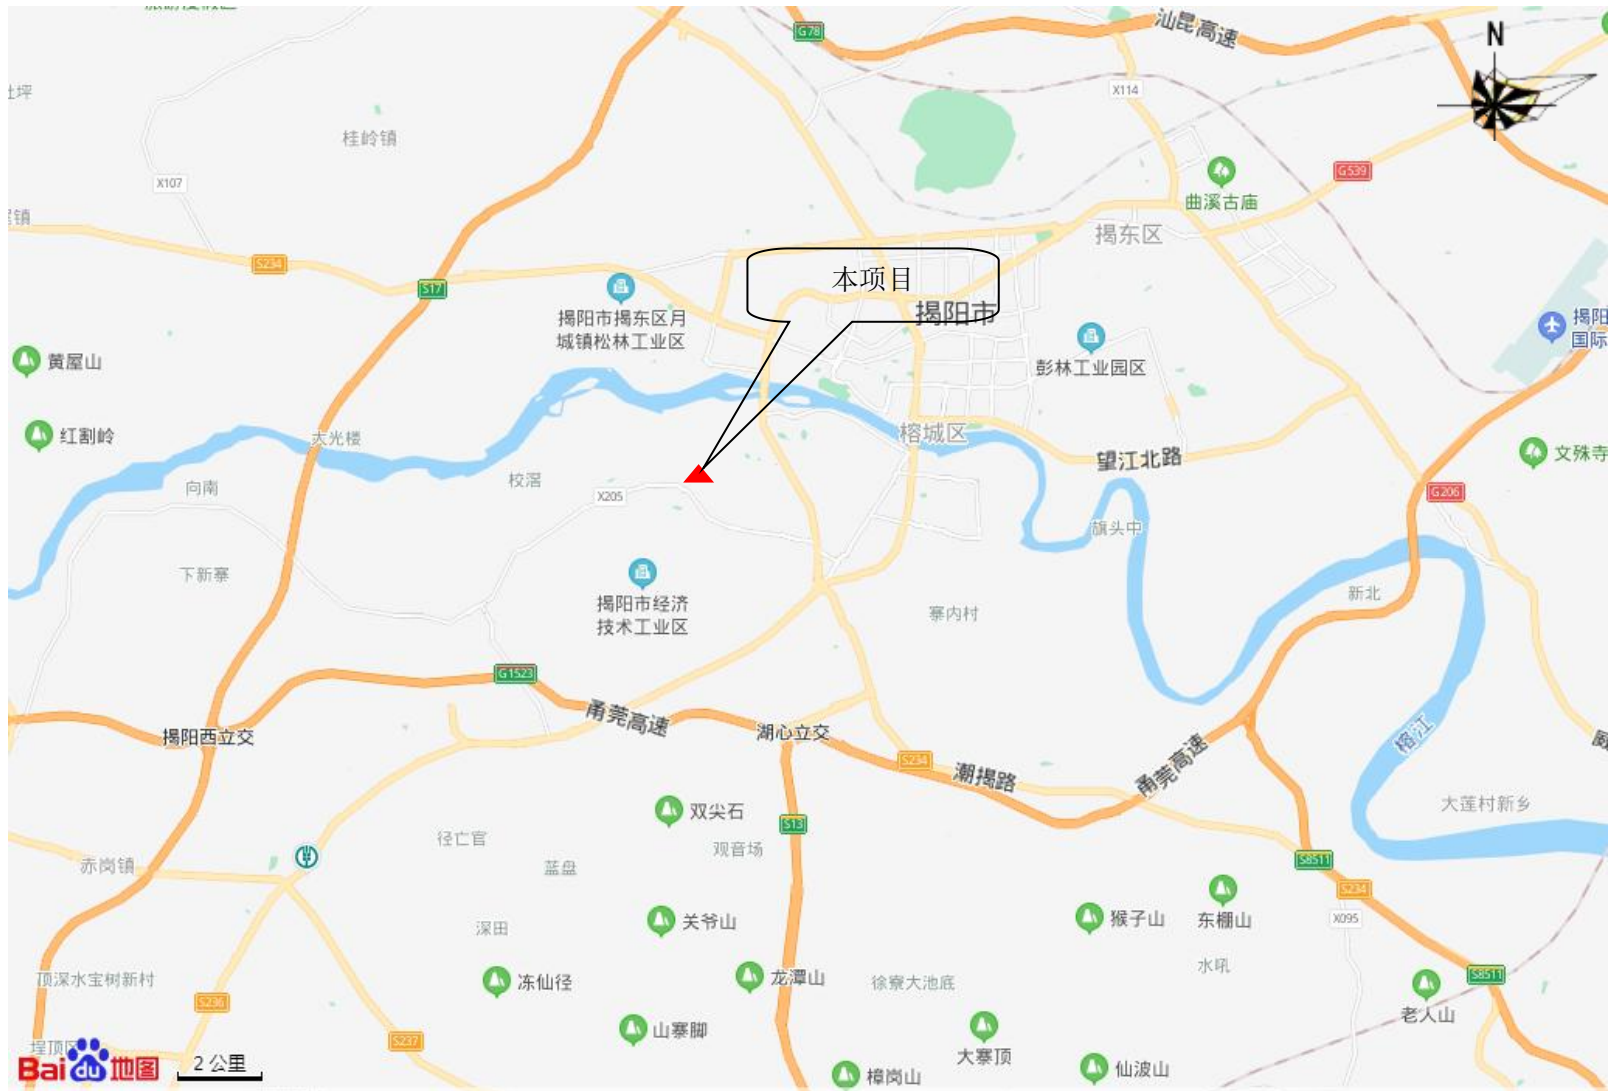 G78
汕昆高速
N
X114
桂岭镇
X107
G539
曲溪古庙
揭东区
S234
S17
本项目
揭阳市
揭阳市揭东区月
城镇松林工业区
揭阳
国际
彭林工业园区
黄屋山
红割岭
大光楼
榕城区
望江北路
文殊寺
向南
校滘
X205
G206
旗头中
下新寨
揭阳市经济
技术工业区
新北
寨内村
G1523
甬莞高速
揭阳西立交
湖心立交
榕江
S234
潮揭路
甬莞高速
双尖石
大莲村新乡
S13
径亡官
观音场
赤岗镇
蓝盘
S8511
S234
关爷山
猴子山
东棚山
X095
深田
水吼
顶深水宝树新村
冻仙径
龙潭山
徐寮大池底
S8511
S236
老人山
山寨脚
大寨顶
S237
埕顶
Bai du 地图
2 公里
樟岗山
仙波山